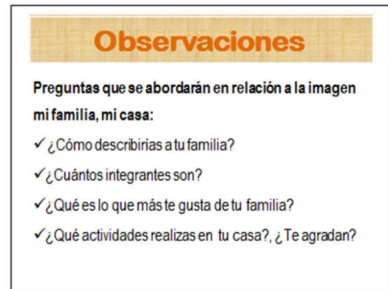 Observaciones
Preguntas que se abordarán en relación a la imagen
mi familia, mi casa:
✓¿Cómo describirias a tu familia?
✓¿Cuántos integrantes son?
✓¿Qué es lo que más te gusta de tu familia?
✓¿Qué actividades realizas en tu casa?, ¿Te agradan?